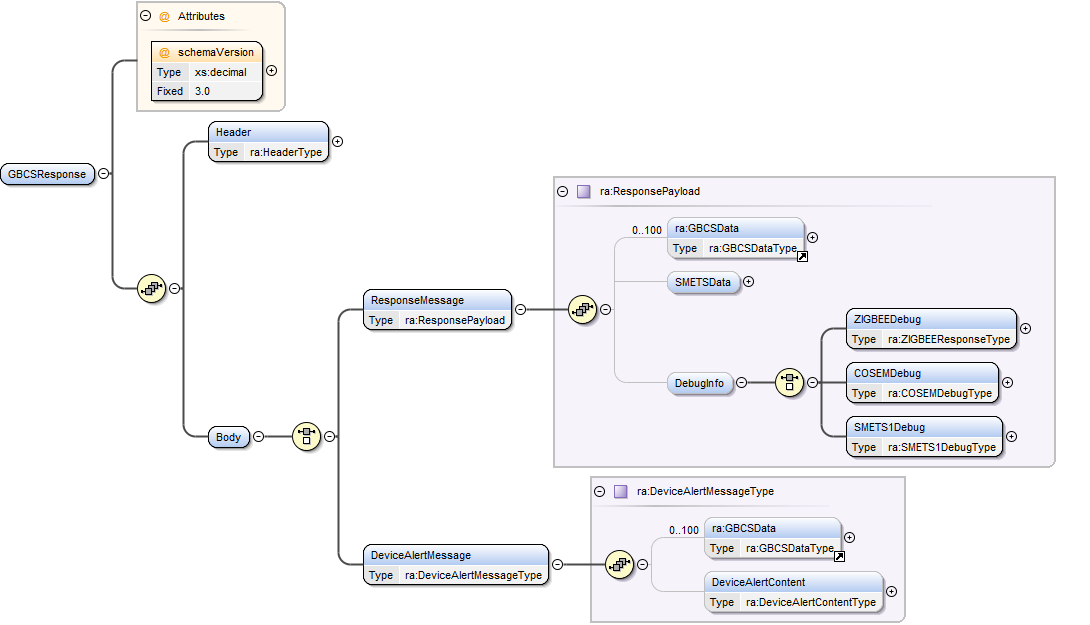 Attributes
schemaVersion
Type xs:decimal
Fixed 3.0
Header
Type ra:HeaderType
GBCSResponse
ra:ResponsePayload
0..100
ra:GBCSData
Type ra:GBCSDataType
SMETSData
ResponseMessage
Type ra:ResponsePayload
ZIGBEEDebug
Type ra:ZIGBEEResponseType
COSEMDebug
Type ra:COSEMDebugType
DebugInfo
SMETS1Debug
Type ra:SMETS1DebugType
Body
ra:DeviceAlertMessageType
0..100
ra:GBCSData
Type ra:GBCSDataType
DeviceAlertMessage
Type ra:DeviceAlertMessageType
DeviceAlertContent
Type ra:DeviceAlertContentType